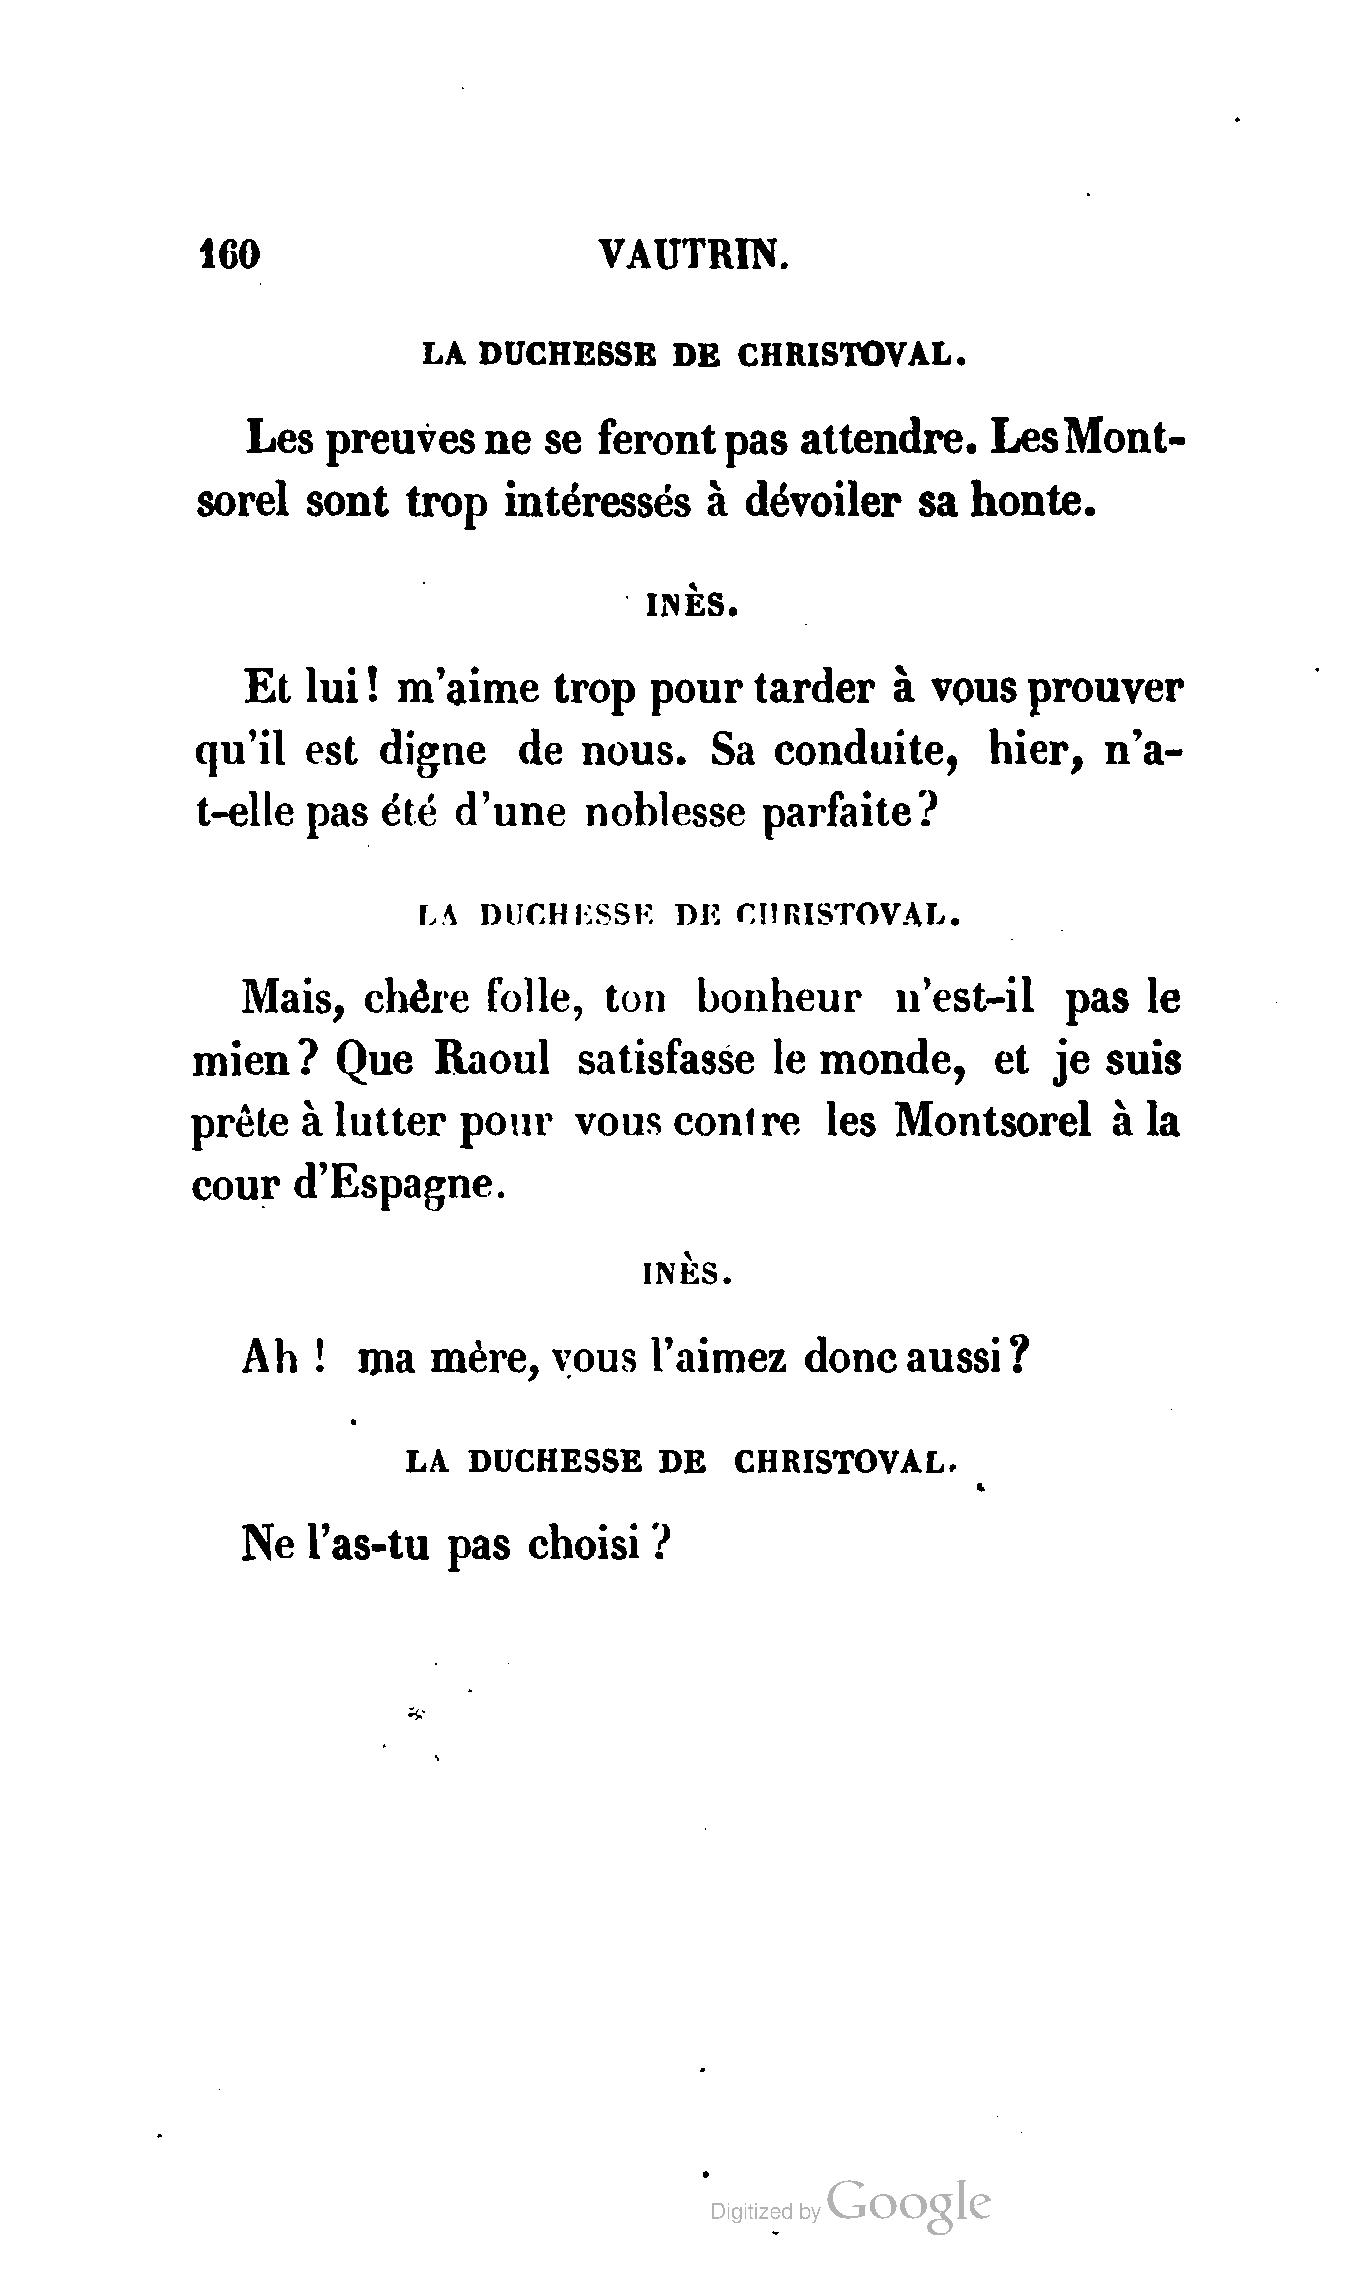 160 VAUTRIN.
LA DUCHESSE DE CHRISTOVAL.
Les preuves ne se feront pas attendre. Les Mont-
sorel sont trop intéressés à dévoiler sa honte.
INÈS.
Et lui! m'aime trop pour tarder à vous prouver
qu'il est digne de nous. Sa conduite, hier, n'a-
t-elle pas été d'une noblesse parfaite?
LA DUCHESSE DE CHRISTOVAL.
Mais, chère folle, ton bonheur n'est-il pas le
mien? Que Raoul satisfasse le monde, et je suis
prête à lutter pour vous contre les Montsorel à la
cour d'Espagne.
INÈS.
Ah ! ma mère, vous l'aimez donc aussi?
LA DUCHESSE DE CHRISTOVAL.
Ne l'as-tu pas choisi ?
Digitized by Google